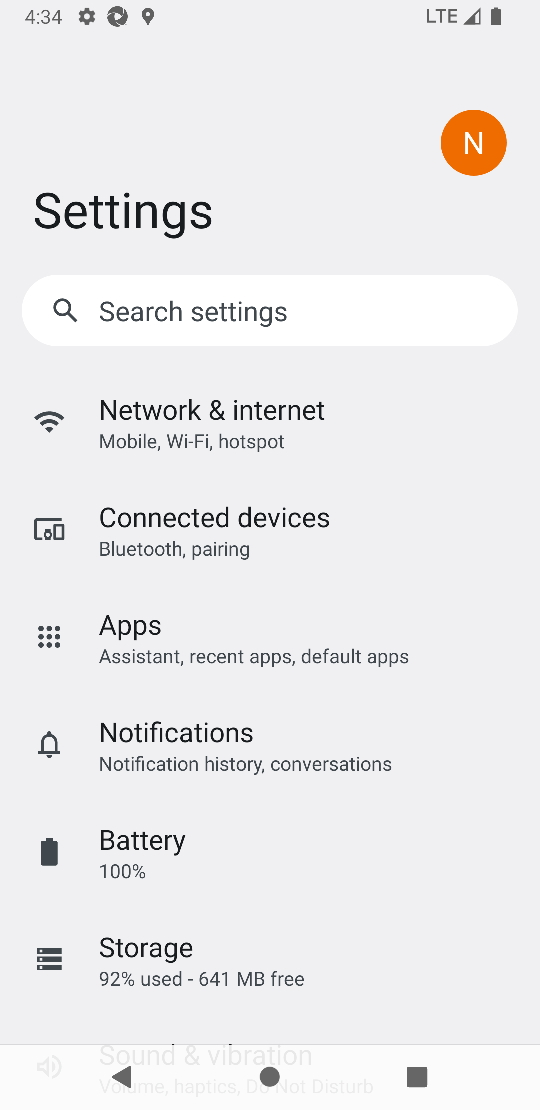 4:34
LTE
N
Settings
Search settings
Network & internet
Mobile, Wi-Fi, hotspot
Connected devices
Bluetooth, pairing
Apps
Assistant, recent apps, default apps
Notifications
Notification history, conversations
Battery
100%
Storage
92% used - 641 MB free
Sound & vibration
Volume, haptics, Do Not Disturb